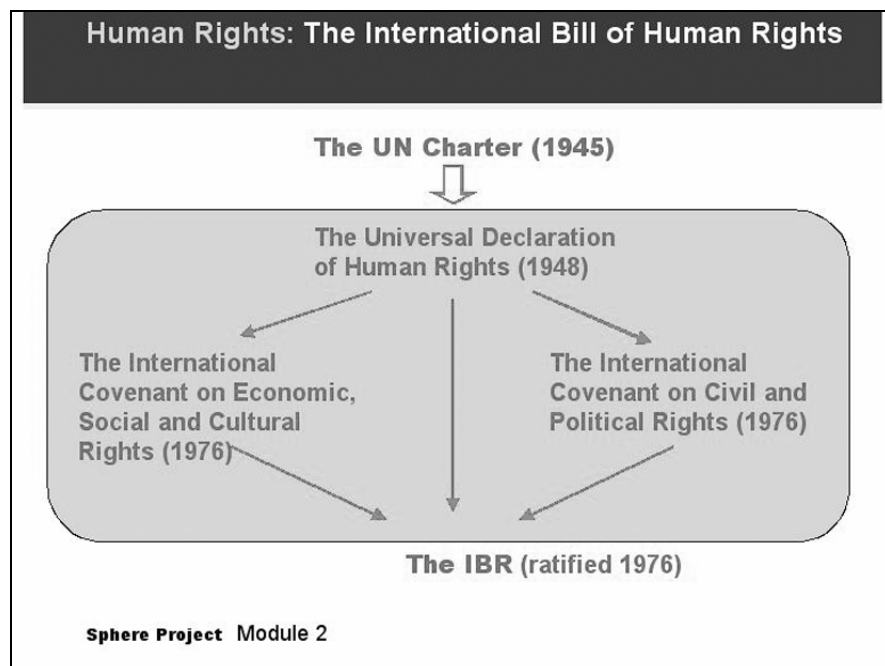 Human Rights: The International Bill of Human Rights
The UN Charter (1945)
The Universal Declaration
of Human Rights (1948)
The International
Covenant on Economic,
Social and Cultural
Rights (1976)
The International
Covenant on Civil and
Political Rights (1976)
The IBR (ratified 1976)
Sphere Project Module 2